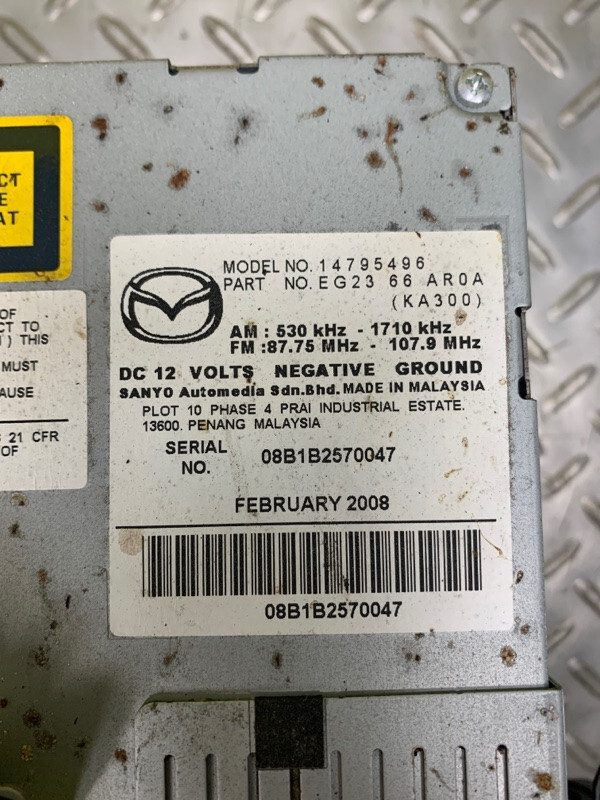 CT
E
AT
OF
CT TO
) THIS
MUST
AUSE
21 CFR
OF
MODEL NO. 14795496
PART NO. EG23 66 AR0A
(KA300)
AM : 530 kHz - 1710 kHz
FM :87.75 MHz - 107.9 MHz
DC 12 VOLTS NEGATIVE GROUND
SANYO Automedia Sdn.Bhd. MADE IN MALAYSIA
PLOT 10 PHASE 4 PRAI INDUSTRIAL ESTATE.
13600. PENANG MALAYSIA
SERIAL
NO. 08B1B2570047
FEBRUARY 2008
08B1B2570047